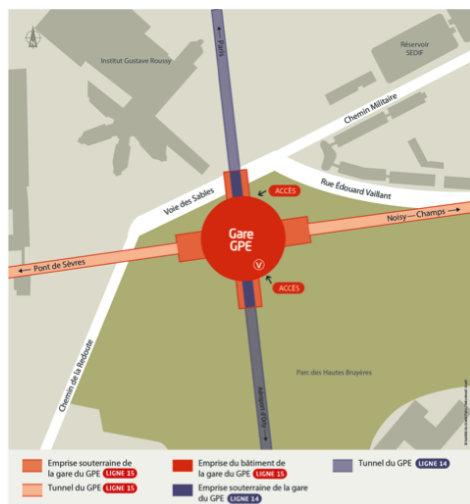 Institut Gustave Roussy
← Paris
Réservoir
SEDIF
Chemin Militaire
Voie des Sables
ACCÈS
Rue Édouard Vaillant
Gare
GPE
V
Noisy—Champs →
← Pont de Sèvres
ACCÈS
Chemin de la Redoute
Parc des Hautes Bruyères
Aéroport d'Orly →
Emprise souterraine de
la gare du GPE LIGNE 15
Tunnel du GPE LIGNE 15
Emprise du bâtiment de
la gare du GPE LIGNE 15
Emprise souterraine de la gare
du GPE LIGNE 14
Tunnel du GPE LIGNE 14